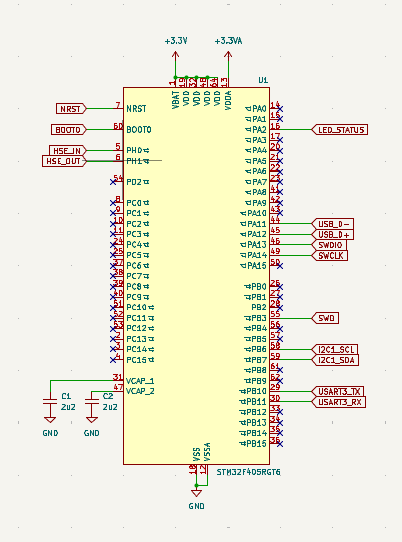 +3.3V +3.3VA
U1
1 19 32 48 64 13
VBAT VDD VDD VDD VDD VDDA
NRST 7 NRST PA0 14
PA1 15
BOOT0 60 BOOT0 PA2 16 LED_STATUS
PA3 17
HSE_IN 5 PH0 PA4 20
HSE_OUT 6 PH1 PA5 21
PA6 22
54 PD2 PA7 23
PA8 41
8 PC0 PA9 42
9 PC1 PA10 43
10 PC2 PA11 44 USB_D-
11 PC3 PA12 45 USB_D+
24 PC4 PA13 46 SWDIO
25 PC5 PA14 49 SWCLK
37 PC6 PA15 50
38 PC7
39 PC8 PB0 26
40 PC9 PB1 27
51 PC10 PB2 28
52 PC11 PB3 55 SWO
53 PC12 PB4 56
2 PC13 PB5 57
3 PC14 PB6 58 I2C1_SCL
4 PC15 PB7 59 I2C1_SDA
PB8 61
31 VCAP_1 PB9 62
47 VCAP_2 PB10 29 USART3_TX
C1 C2 PB11 30 USART3_RX
2u2 2u2 PB12 33
PB13 34
GND GND PB14 35
PB15 36
VSS VSSA
18 12 STM32F405RGT6
GND